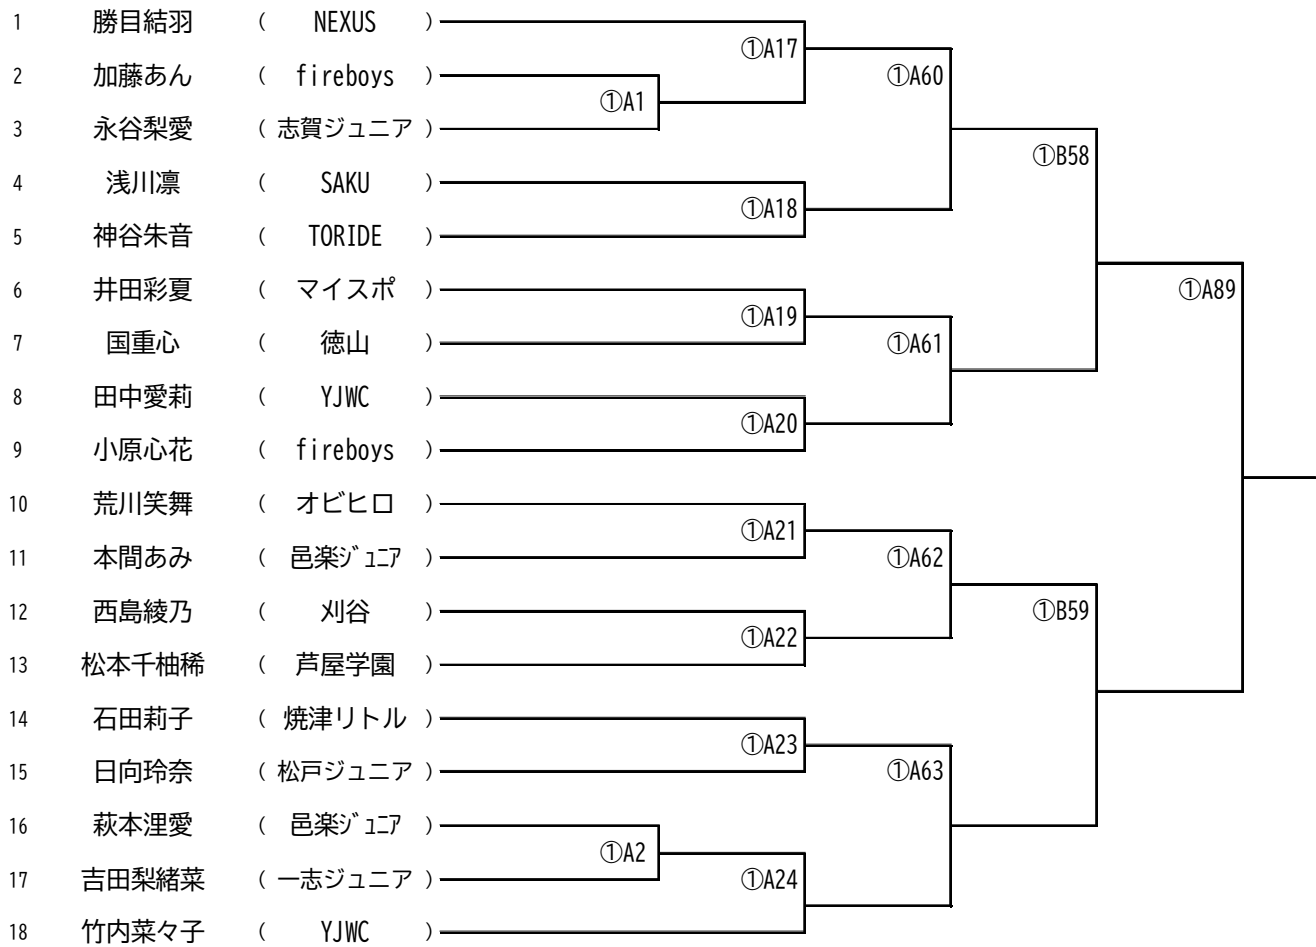 1 勝目結羽 ( NEXUS )
①A17
2 加藤あん ( fireboys ) ①A60
①A1
3 永谷梨愛 ( 志賀ジュニア )
①B58
4 浅川凛 ( SAKU )
①A18
5 神谷朱音 ( TORIDE )
6 井田彩夏 ( マイスポ ) ①A89
①A19
7 国重心 ( 徳山 ) ①A61
8 田中愛莉 ( YJWC )
①A20
9 小原心花 ( fireboys )
10 荒川笑舞 ( オビヒロ )
①A21
11 本間あみ ( 邑楽ｼﾞｭﾆｱ ) ①A62
12 西島綾乃 ( 刈谷 ) ①B59
①A22
13 松本千柚稀 ( 芦屋学園 )
14 石田莉子 ( 焼津リトル )
①A23
15 日向玲奈 ( 松戸ジュニア ) ①A63
16 萩本浬愛 ( 邑楽ｼﾞｭﾆｱ )
①A2
17 吉田梨緒菜 ( 一志ジュニア ) ①A24
18 竹内菜々子 ( YJWC )